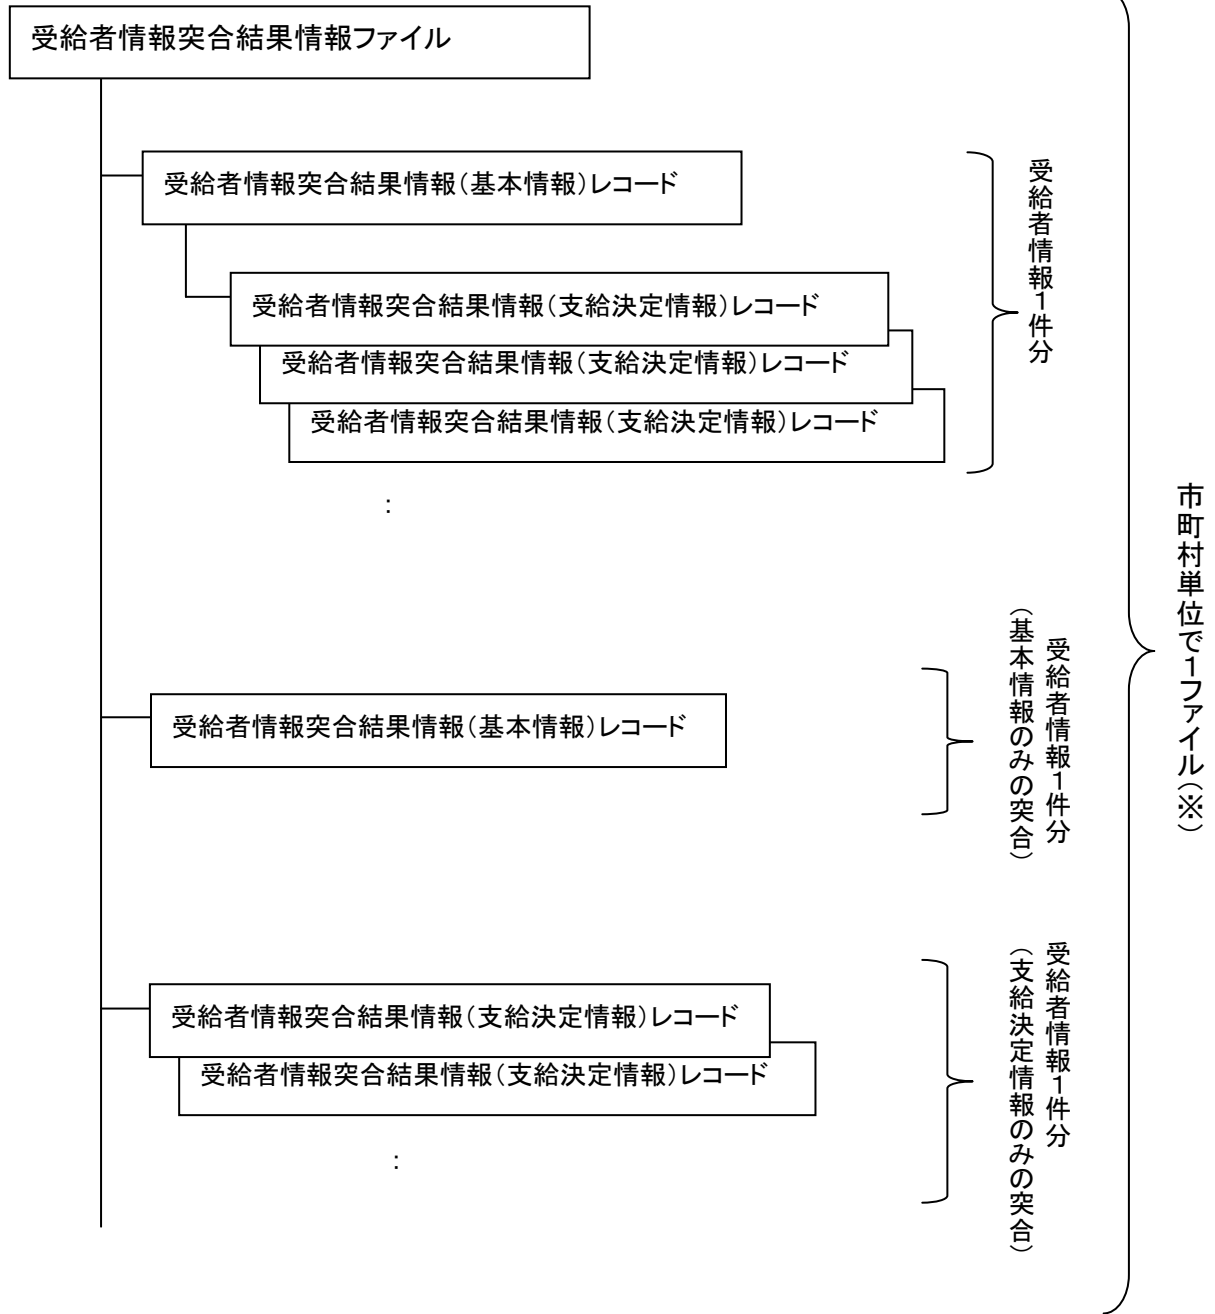 受給者情報突合結果情報ファイル
受給者情報突合結果情報（基本情報）レコード
受給者情報突合結果情報（支給決定情報）レコード
受給者情報突合結果情報（支給決定情報）レコード
受給者情報突合結果情報（支給決定情報）レコード
：
受給者情報１件分
受給者情報突合結果情報（基本情報）レコード
受給者情報１件分
（基本情報のみの突合）
受給者情報突合結果情報（支給決定情報）レコード
受給者情報突合結果情報（支給決定情報）レコード
：
受給者情報１件分
（支給決定情報のみの突合）
市町村単位で１ファイル（※）